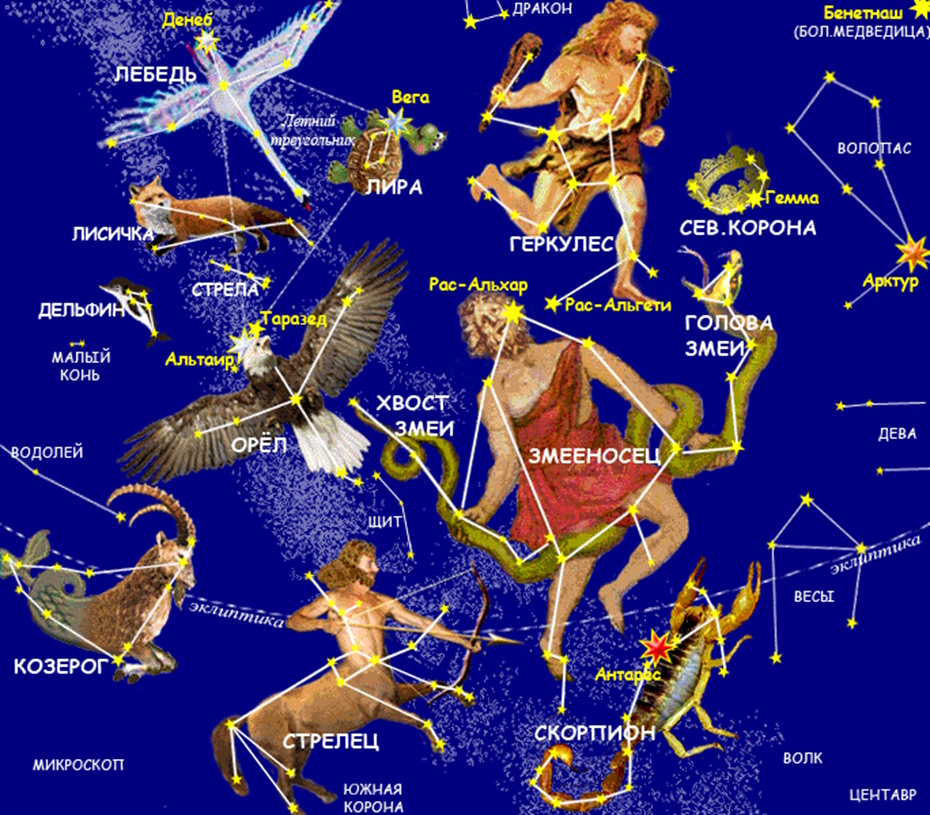 ДРАКОН
Бенетнаш
(БОЛ.МЕДВЕДИЦА)
Денеб
ЛЕБЕДЬ
Вега
Летний
треугольник
ЛИРА
ВОЛОПАС
Гемма
СЕВ.КОРОНА
ЛИСИЧКА
ГЕРКУЛЕС
Арктур
СТРЕЛА
Рас-Альхаг
Рас-Альгети
ДЕЛЬФИН
Таразед
ГОЛОВА
ЗМЕИ
МАЛЫЙ
КОНЬ
Альтаир
ХВОСТ
ЗМЕИ
ДЕВА
ВОДОЛЕЙ
ОРЁЛ
ЗМЕЕНОСЕЦ
ЩИТ
эклиптика
ВЕСЫ
эклиптика
КОЗЕРОГ
Антарес
СТРЕЛЕЦ
СКОРПИОН
ВОЛК
МИКРОСКОП
ЮЖНАЯ
КОРОНА
ЦЕНТАВР